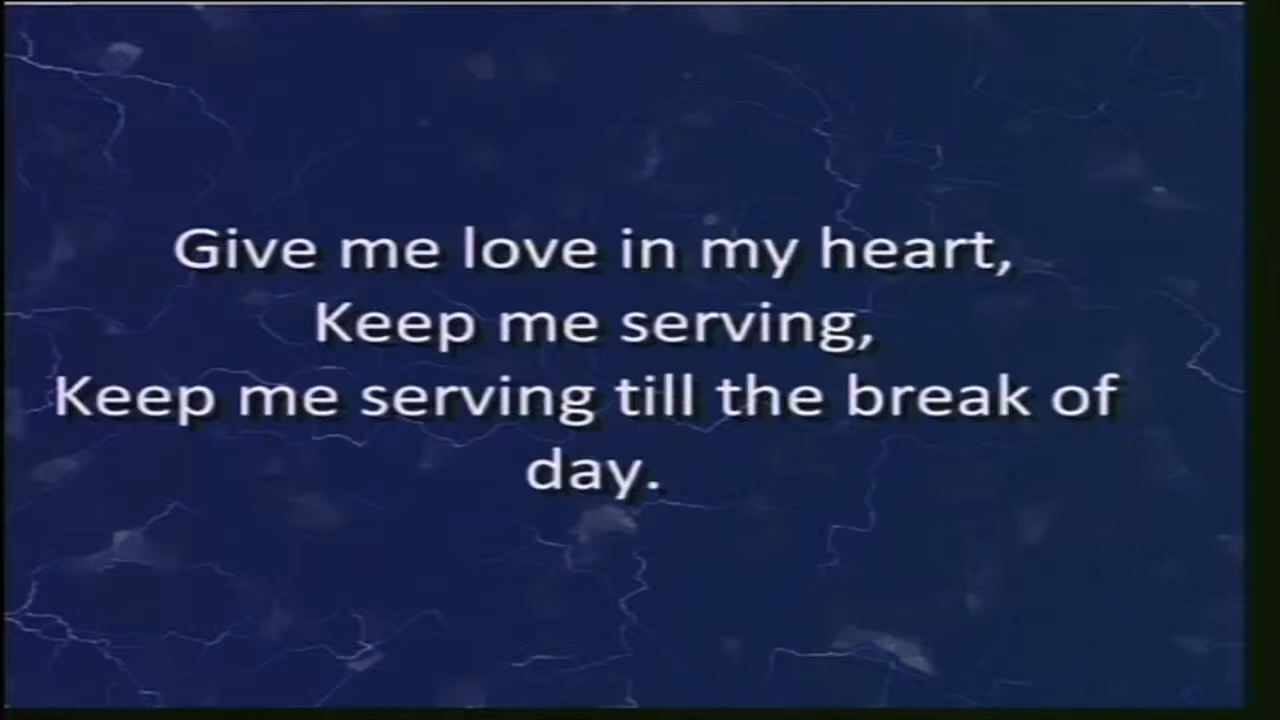 Give me love in my heart,
Keep me serving,
Keep me serving till the break of
day.